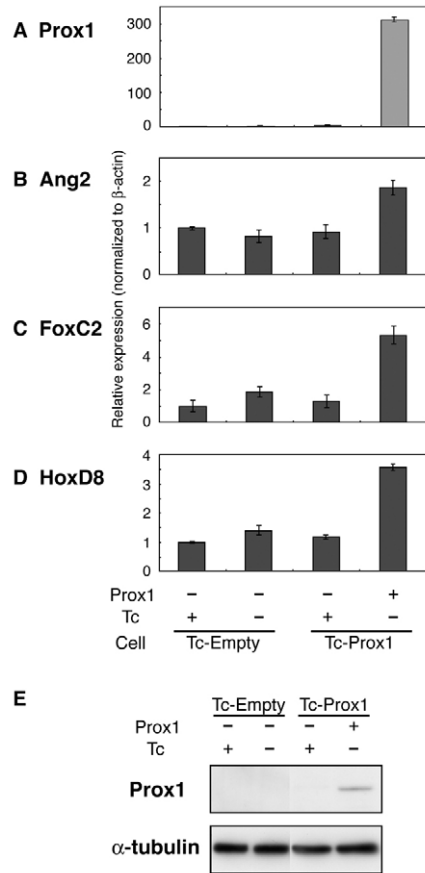 A Prox1
300
200
100
0
B Ang2
2
1
0
C FoxC2
6
4
2
0
D HoxD8
4
3
2
1
0
Relative expression (normalized to β-actin)
Prox1 − − − +
Tc + − + −
Cell Tc-Empty Tc-Prox1
E
Tc-Empty Tc-Prox1
Prox1 − − − +
Tc + − + −
Prox1
α-tubulin